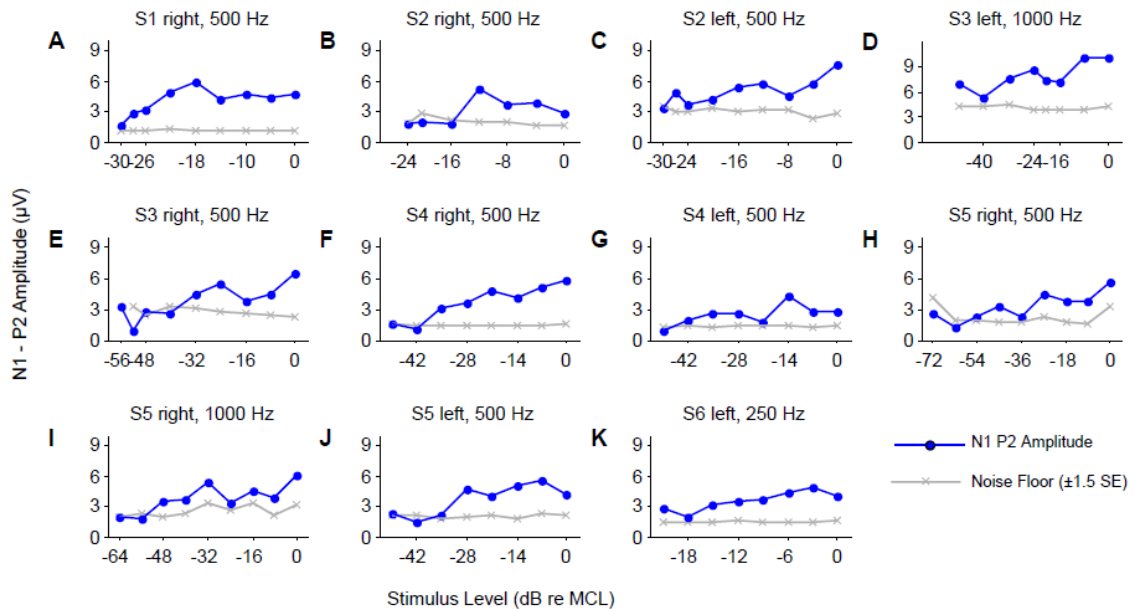 S1 right, 500 Hz
S2 right, 500 Hz
S2 left, 500 Hz
S3 left, 1000 Hz
A
B
C
D
9
6
3
0
-30 -26 -18 -10 0
9
6
3
0
-24 -16 -8 0
9
6
3
0
-30 -24 -16 -8 0
9
6
3
0
-40 -24 -16 0
S3 right, 500 Hz
S4 right, 500 Hz
S4 left, 500 Hz
S5 right, 500 Hz
E
F
G
H
9
6
3
0
-56 -48 -32 -16 0
9
6
3
0
-42 -28 -14 0
9
6
3
0
-42 -28 -14 0
9
6
3
0
-72 -54 -36 -18 0
S5 right, 1000 Hz
S5 left, 500 Hz
S6 left, 250 Hz
I
J
K
9
6
3
0
-64 -48 -32 -16 0
9
6
3
0
-42 -28 -14 0
9
6
3
0
-18 -12 -6 0
N1 P2 Amplitude
Noise Floor (±1.5 SE)
N1 - P2 Amplitude (µV)
Stimulus Level (dB re MCL)